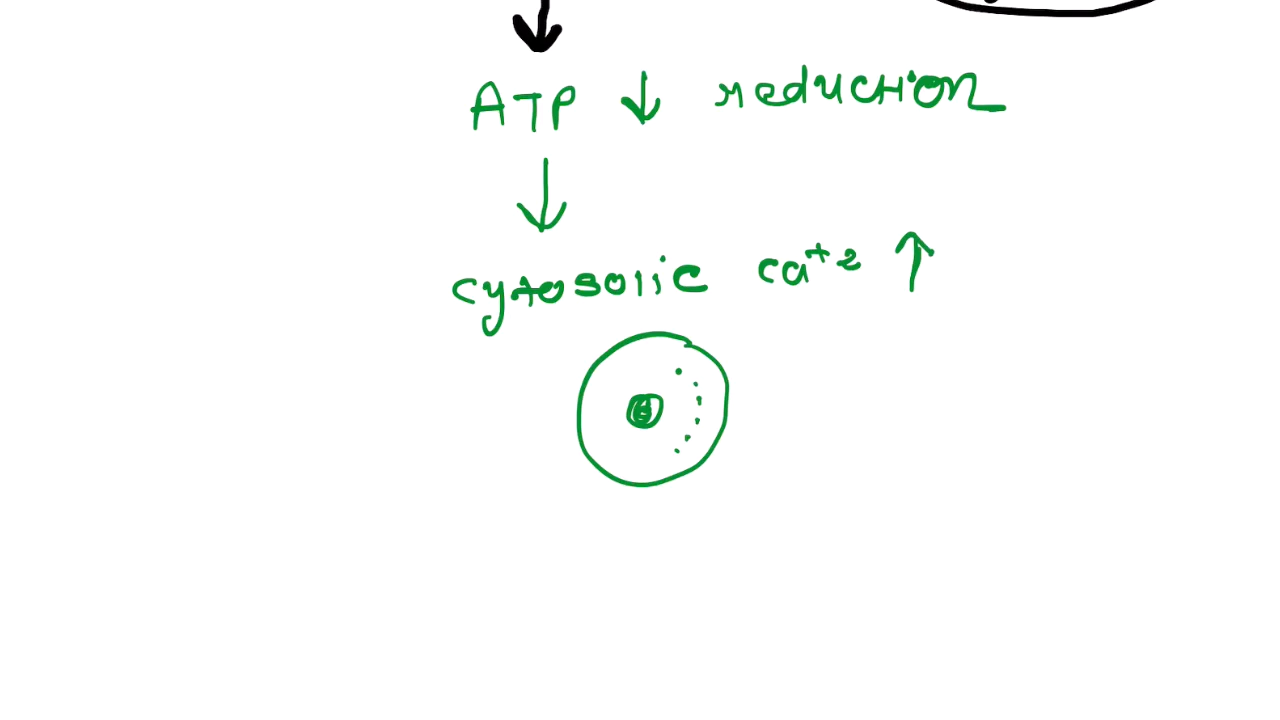 ATP ↓ reduction
cytosolic ca⁺² ↑